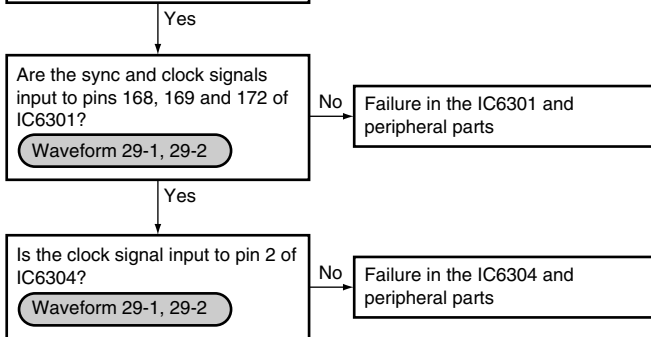 Yes
Are the sync and clock signals
input to pins 168, 169 and 172 of
IC6301?
Waveform 29-1, 29-2
No
Failure in the IC6301 and
peripheral parts
Yes
Is the clock signal input to pin 2 of
IC6304?
Waveform 29-1, 29-2
No
Failure in the IC6304 and
peripheral parts